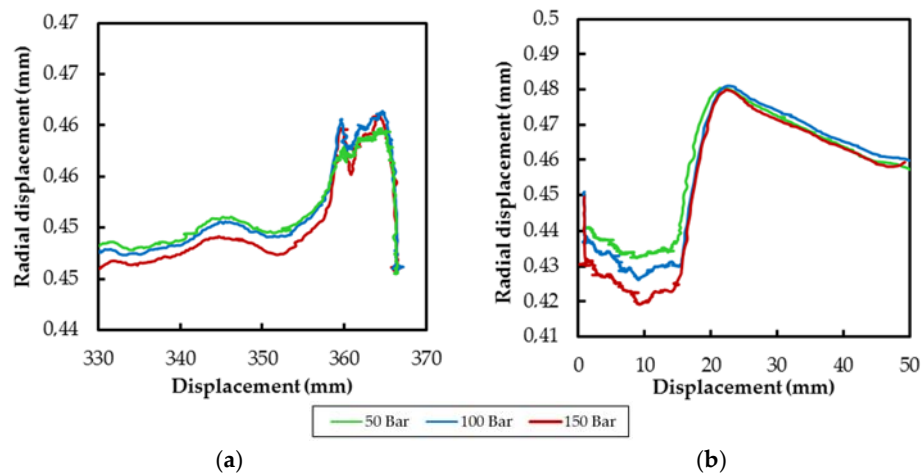 0.47
0.47
0.46
0.46
0.45
0.45
0.44
Radial displacement (mm)
330 340 350 360 370
Displacement (mm)
0.5
0.49
0.48
0.47
0.46
0.45
0.44
0.43
0.42
0.41
Radial displacement (mm)
0 10 20 30 40 50
Displacement (mm)
50 Bar 100 Bar 150 Bar
(a) (b)